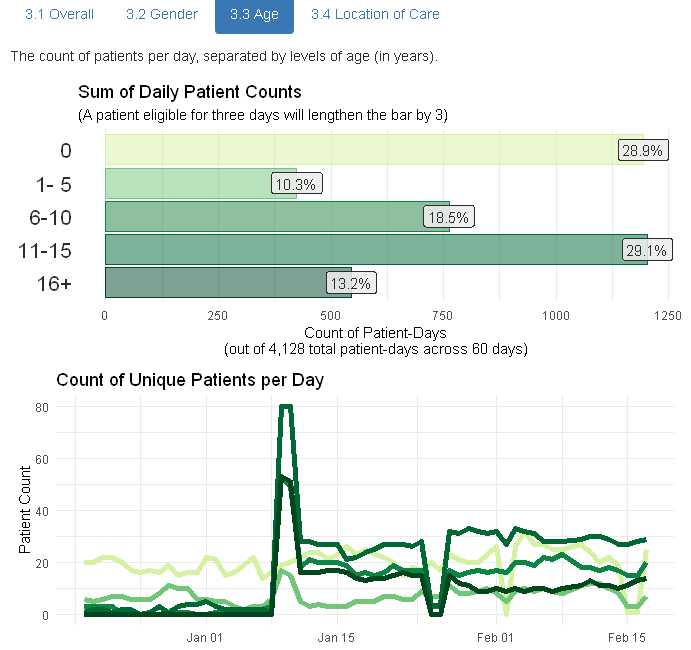 3.1 Overall 3.2 Gender 3.3 Age 3.4 Location of Care
The count of patients per day, separated by levels of age (in years).
Sum of Daily Patient Counts
(A patient eligible for three days will lengthen the bar by 3)
0 28.9%
1- 5 10.3%
6-10 18.5%
11-15 29.1%
16+ 13.2%
0 250 500 750 1000 1250
Count of Patient-Days
(out of 4,128 total patient-days across 60 days)
Count of Unique Patients per Day
80
60
40
20
0
Patient Count
Jan 01 Jan 15 Feb 01 Feb 15